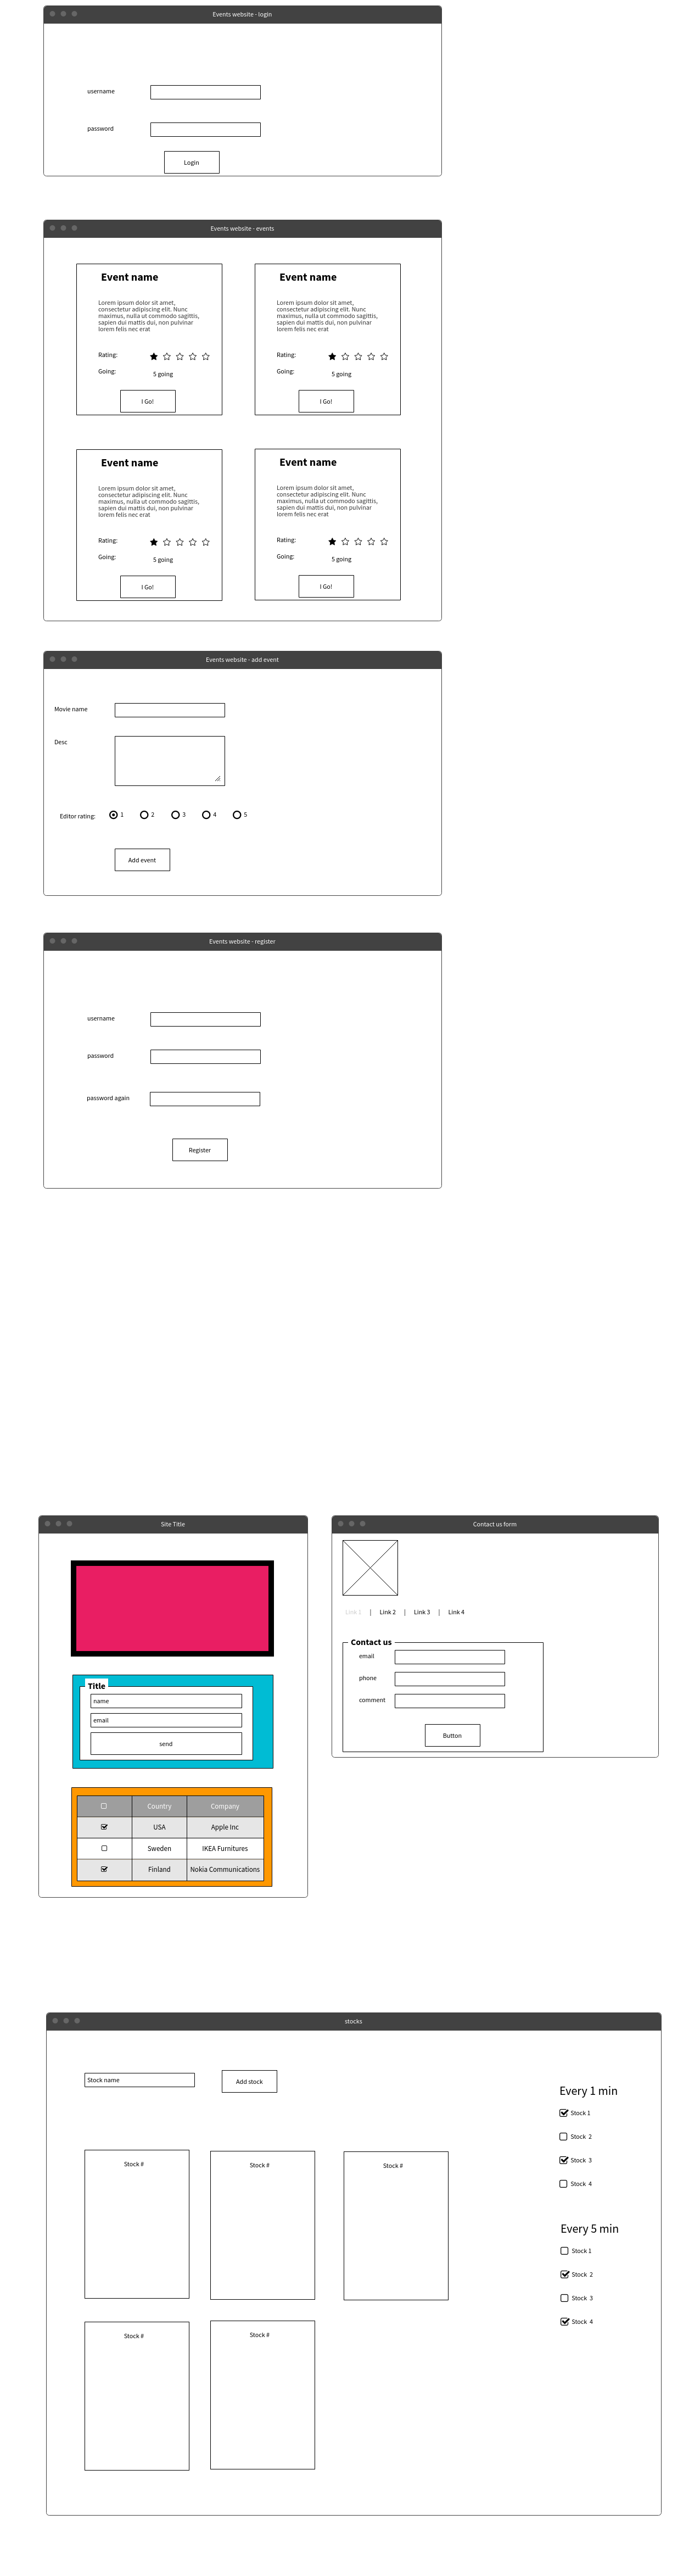 Events website - login
username
password
Login
Events website - events
Event name
Lorem ipsum dolor sit amet,
consectetur adipiscing elit. Nunc
maximus, nulla ut commodo sagittis,
sapien dui mattis dui, non pulvinar
lorem felis nec erat
Rating:
Going:
5 going
I Go!
Event name
Lorem ipsum dolor sit amet,
consectetur adipiscing elit. Nunc
maximus, nulla ut commodo sagittis,
sapien dui mattis dui, non pulvinar
lorem felis nec erat
Rating:
Going:
5 going
I Go!
Event name
Lorem ipsum dolor sit amet,
consectetur adipiscing elit. Nunc
maximus, nulla ut commodo sagittis,
sapien dui mattis dui, non pulvinar
lorem felis nec erat
Rating:
Going:
5 going
I Go!
Event name
Lorem ipsum dolor sit amet,
consectetur adipiscing elit. Nunc
maximus, nulla ut commodo sagittis,
sapien dui mattis dui, non pulvinar
lorem felis nec erat
Rating:
Going:
5 going
I Go!
Events website - add event
Movie name
Desc
Editor rating: 1 2 3 4 5
Add event
Events website - register
username
password
password again
Register
Site Title
Title
name
email
send
Country Company
USA Apple Inc
Sweden IKEA Furnitures
Finland Nokia Communications
Contact us form
Link 1 | Link 2 | Link 3 | Link 4
Contact us
email
phone
comment
Button
stocks
Stock name
Add stock
Stock #
Stock #
Stock #
Stock #
Stock #
Every 1 min
Stock 1
Stock 2
Stock 3
Stock 4
Every 5 min
Stock 1
Stock 2
Stock 3
Stock 4